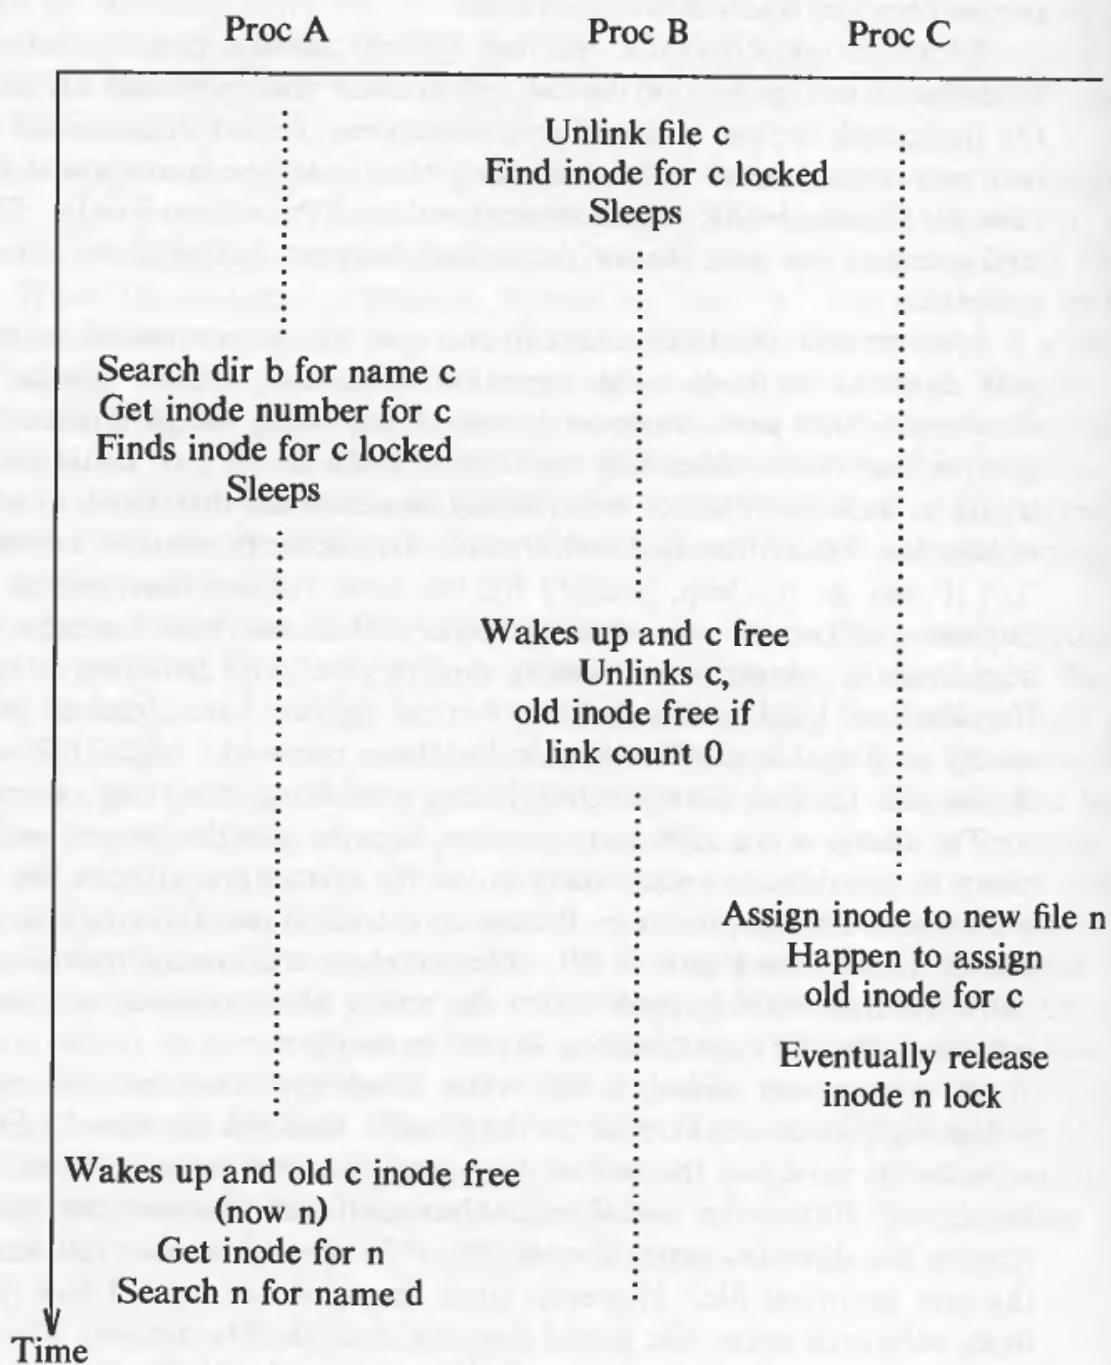 Proc A
Proc B
Proc C
Unlink file c
Find inode for c locked
Sleeps
Search dir b for name c
Get inode number for c
Finds inode for c locked
Sleeps
Wakes up and c free
Unlinks c,
old inode free if
link count 0
Assign inode to new file n
Happen to assign
old inode for c
Eventually release
inode n lock
Wakes up and old c inode free
(now n)
Get inode for n
Search n for named d
Time